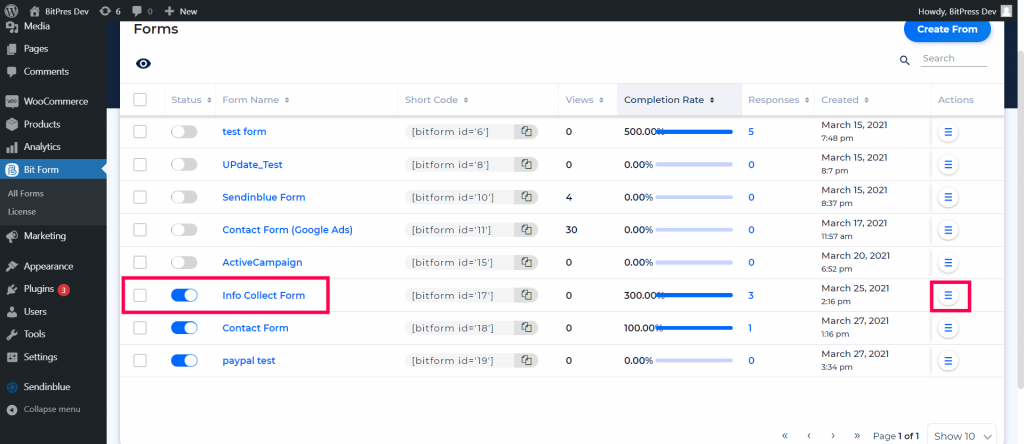 BitPres Dev 6 0 New Howdy, BitPress Dev
Media
Pages
Comments
WooCommerce
Products
Analytics
Bit Form
All Forms
License
Marketing
Appearance
Plugins 3
Users
Tools
Settings
Sendinblue
Collapse menu
Forms
Create From
Search
Status Form Name Short Code Views Completion Rate Responses Created Actions
test form [bitform id='6'] 0 500.00% 5 March 15, 2021
7:48 pm
UPdate_Test [bitform id='8'] 0 0.00% 0 March 15, 2021
8:7 pm
Sendinblue Form [bitform id='10'] 4 0.00% 0 March 15, 2021
8:37 pm
Contact Form (Google Ads) [bitform id='11'] 30 0.00% 0 March 17, 2021
11:57 am
ActiveCampaign [bitform id='15'] 0 0.00% 0 March 20, 2021
6:52 pm
Info Collect Form [bitform id='17'] 0 300.00% 3 March 25, 2021
2:16 pm
Contact Form [bitform id='18'] 0 100.00% 1 March 27, 2021
1:16 pm
paypal test [bitform id='19'] 0 0.00% 0 March 27, 2021
3:34 pm
« ‹ › » Page 1 of 1 Show 10